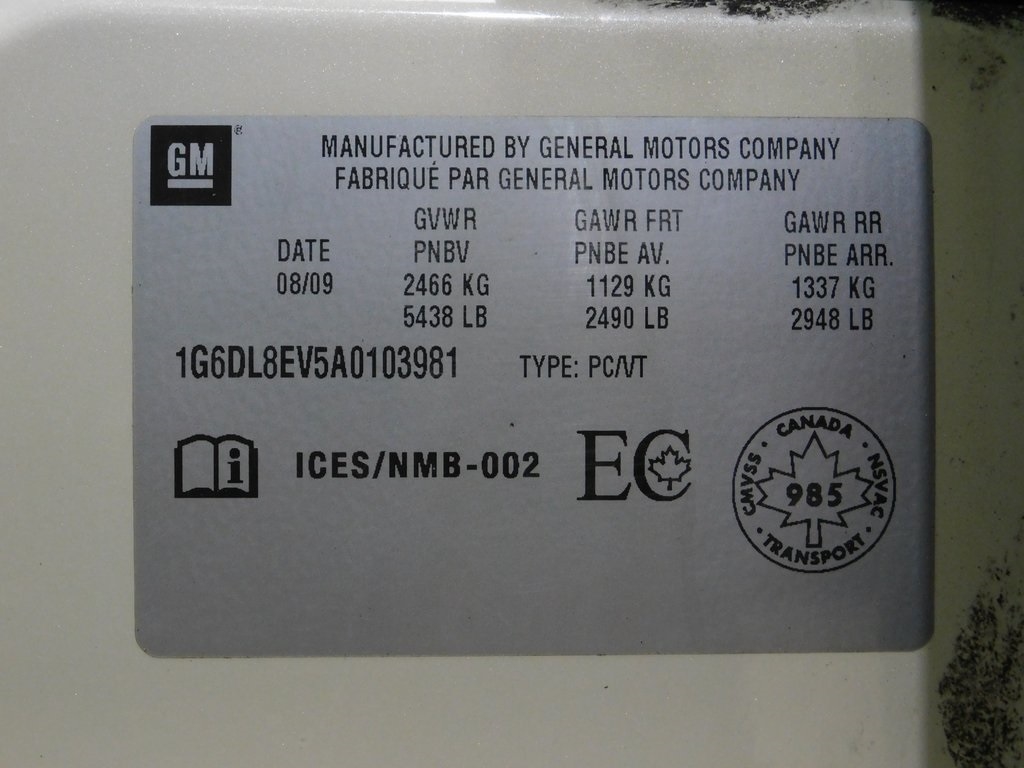 GM®
MANUFACTURED BY GENERAL MOTORS COMPANY
FABRIQUÉ PAR GENERAL MOTORS COMPANY
GVWR GAWR FRT GAWR RR
DATE PNBV PNBE AV. PNBE ARR.
08/09 2466 KG 1129 KG 1337 KG
5438 LB 2490 LB 2948 LB
1G6DL8EV5A0103981 TYPE: PC/VT
i ICES/NMB-002 EC
CANADA
CMVSS · NSVAC
985
· TRANSPORT ·